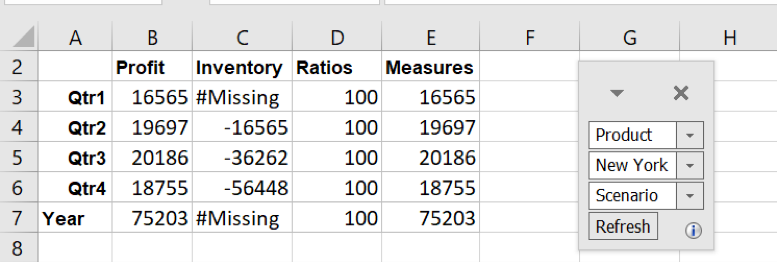 A B C D E F G H
2 Profit Inventory Ratios Measures
3 Qtr1 16565 #Missing 100 16565
4 Qtr2 19697 -16565 100 19697
5 Qtr3 20186 -36262 100 20186
6 Qtr4 18755 -56448 100 18755
7 Year 75203 #Missing 100 75203
8
Product
New York
Scenario
Refresh